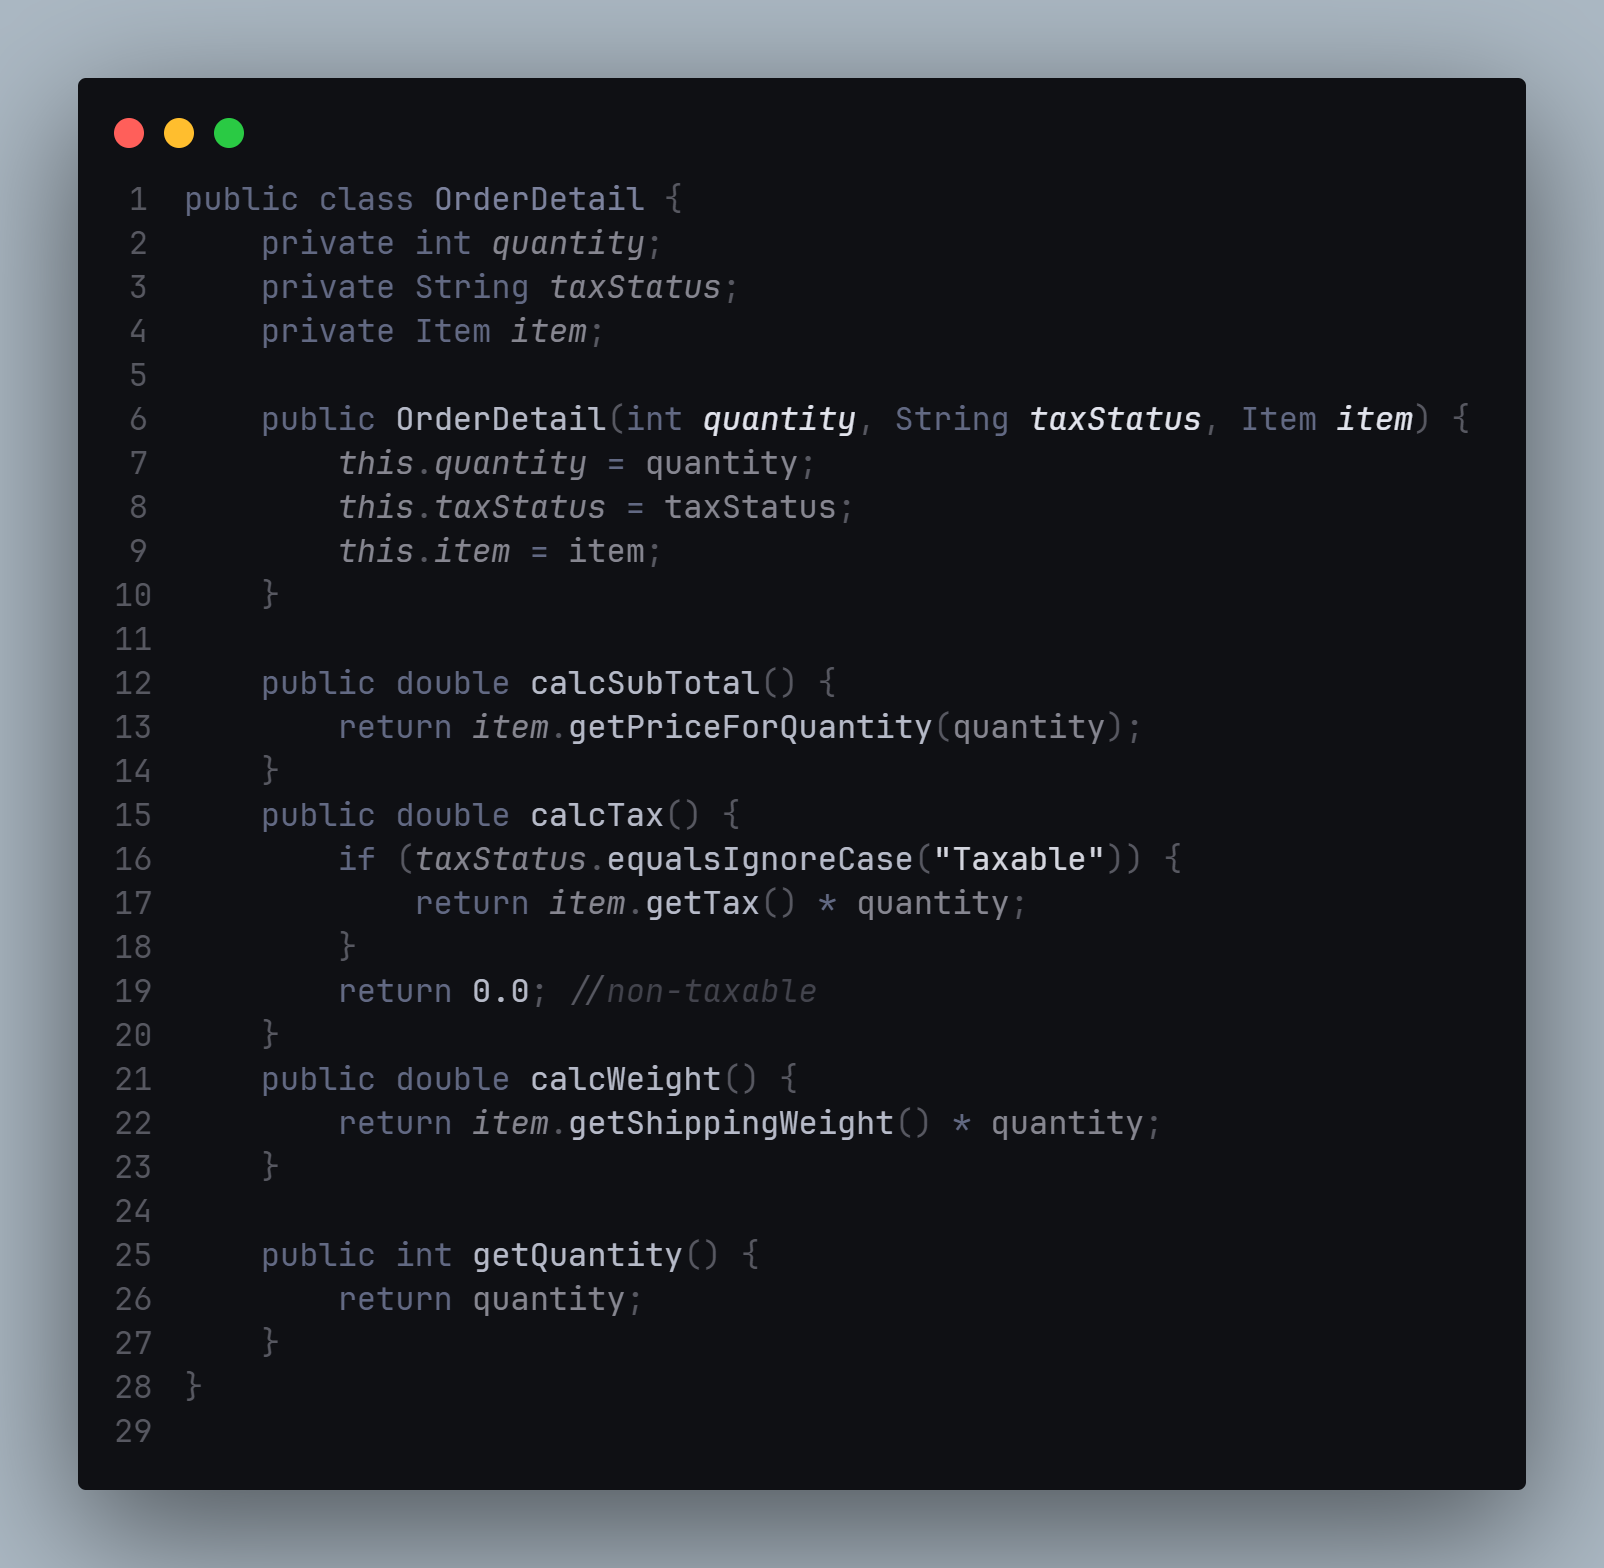 1 public class OrderDetail {
2     private int quantity;
3     private String taxStatus;
4     private Item item;
5
6     public OrderDetail(int quantity, String taxStatus, Item item) {
7         this.quantity = quantity;
8         this.taxStatus = taxStatus;
9         this.item = item;
10     }
11
12     public double calcSubTotal() {
13         return item.getPriceForQuantity(quantity);
14     }
15     public double calcTax() {
16         if (taxStatus.equalsIgnoreCase("Taxable")) {
17             return item.getTax() * quantity;
18         }
19         return 0.0; //non-taxable
20     }
21     public double calcWeight() {
22         return item.getShippingWeight() * quantity;
23     }
24
25     public int getQuantity() {
26         return quantity;
27     }
28 }
29